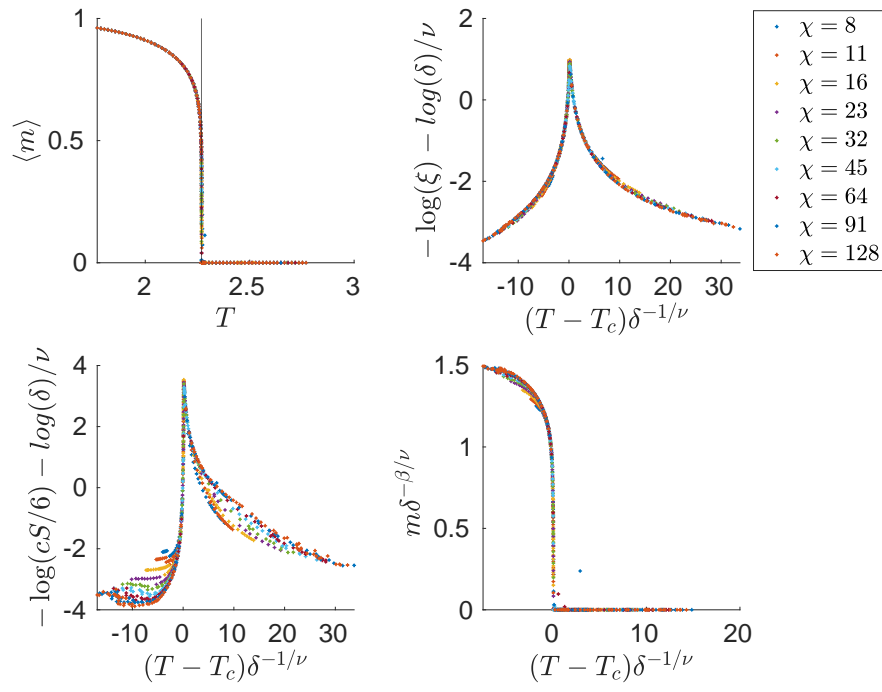 1
0.5
0
⟨m⟩
2
2.5
3
T
2
0
-2
-4
− log(ξ) − log(δ)/ν
-10
0
10
20
30
(T − T_c)δ^{−1/ν}
χ = 8
χ = 11
χ = 16
χ = 23
χ = 32
χ = 45
χ = 64
χ = 91
χ = 128
4
2
0
-2
-4
− log(cS/6) − log(δ)/ν
-10
0
10
20
30
(T − T_c)δ^{−1/ν}
1.5
1
0.5
0
mδ^{−β/ν}
0
10
20
(T − T_c)δ^{−1/ν}